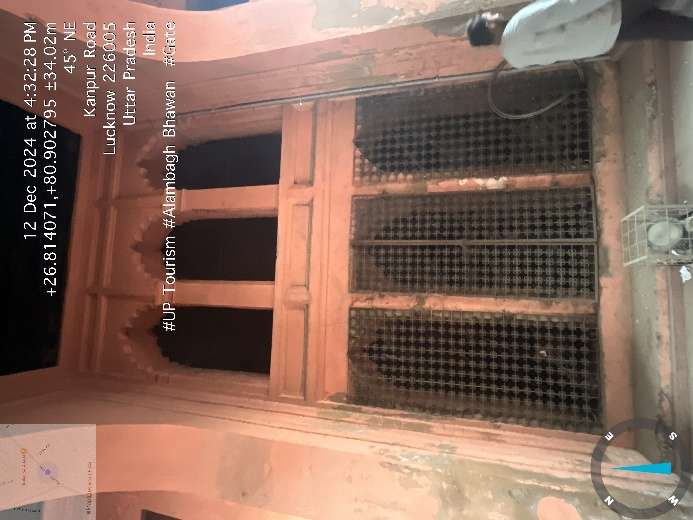 12 Dec 2024 at 4:32:28 PM
+26.814071,+80.902795 ±34.02m
45° NE
Kanpur Road
Lucknow 226005
Uttar Pradesh
India
#UP Tourism #Alambagh Bhawan #Gate
N
E
S
W